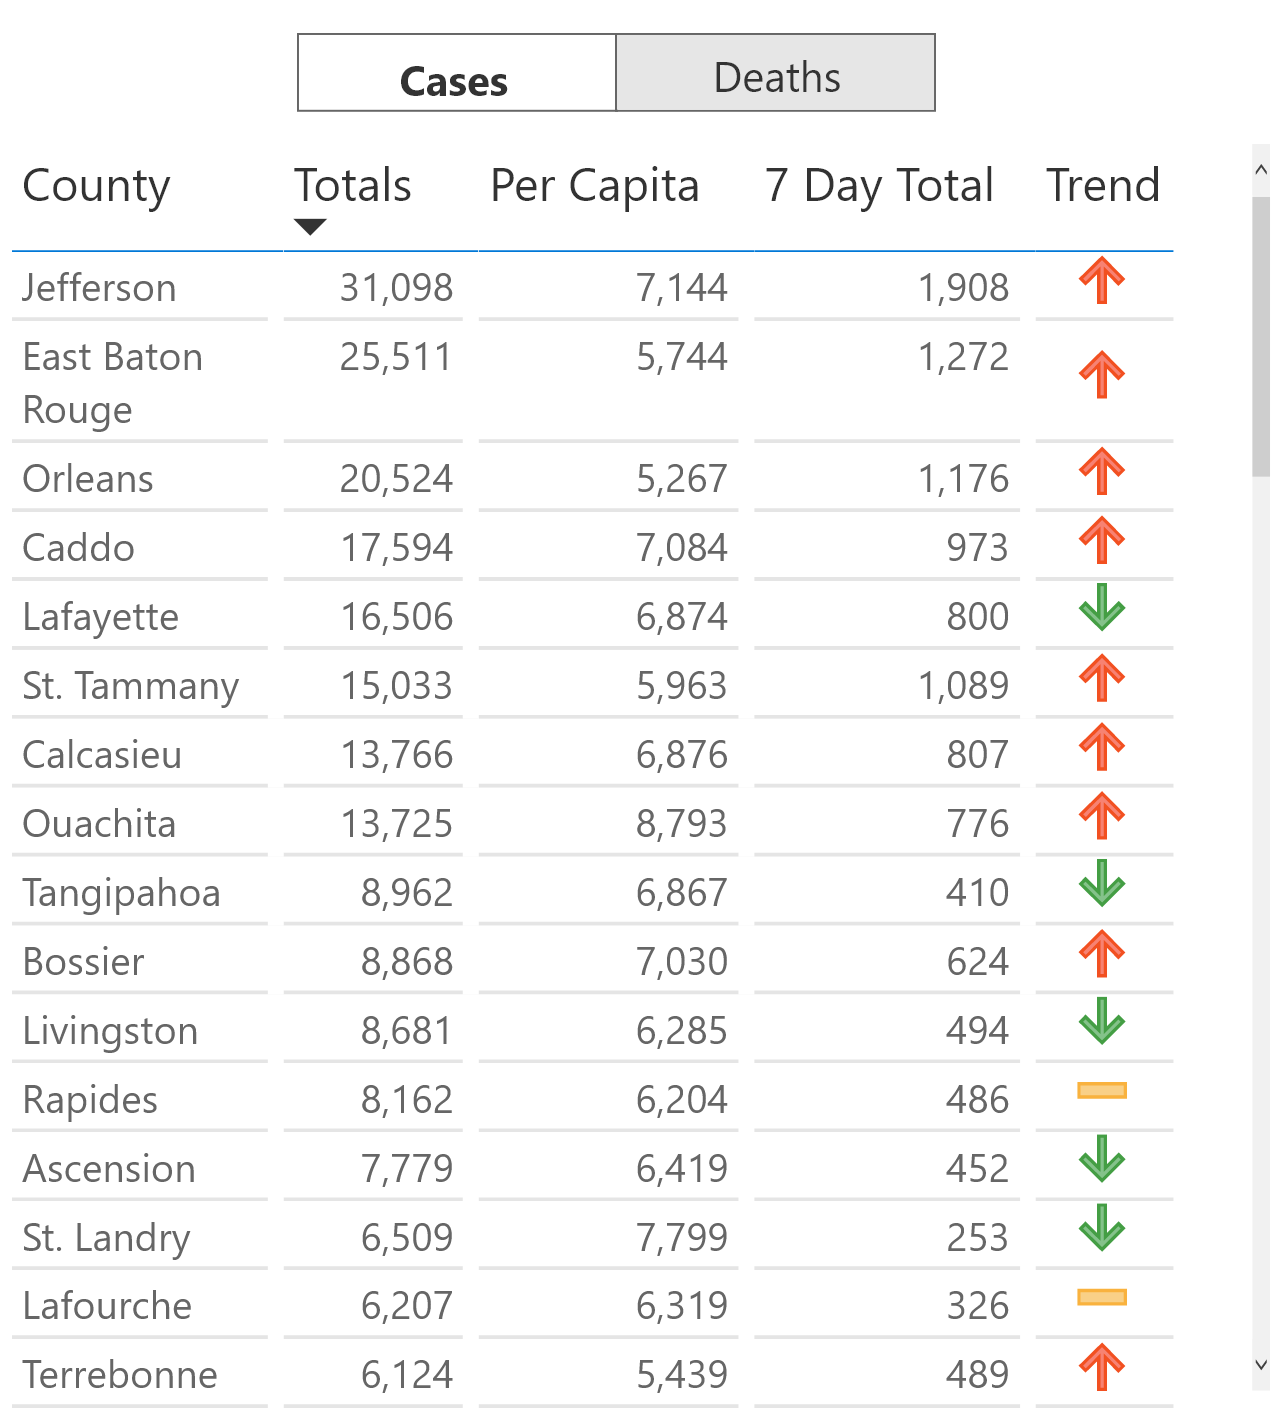 Cases Deaths
County Totals Per Capita 7 Day Total Trend
Jefferson 31,098 7,144 1,908
East Baton 25,511 5,744 1,272
Rouge
Orleans 20,524 5,267 1,176
Caddo 17,594 7,084 973
Lafayette 16,506 6,874 800
St. Tammany 15,033 5,963 1,089
Calcasieu 13,766 6,876 807
Ouachita 13,725 8,793 776
Tangipahoa 8,962 6,867 410
Bossier 8,868 7,030 624
Livingston 8,681 6,285 494
Rapides 8,162 6,204 486
Ascension 7,779 6,419 452
St. Landry 6,509 7,799 253
Lafourche 6,207 6,319 326
Terrebonne 6,124 5,439 489